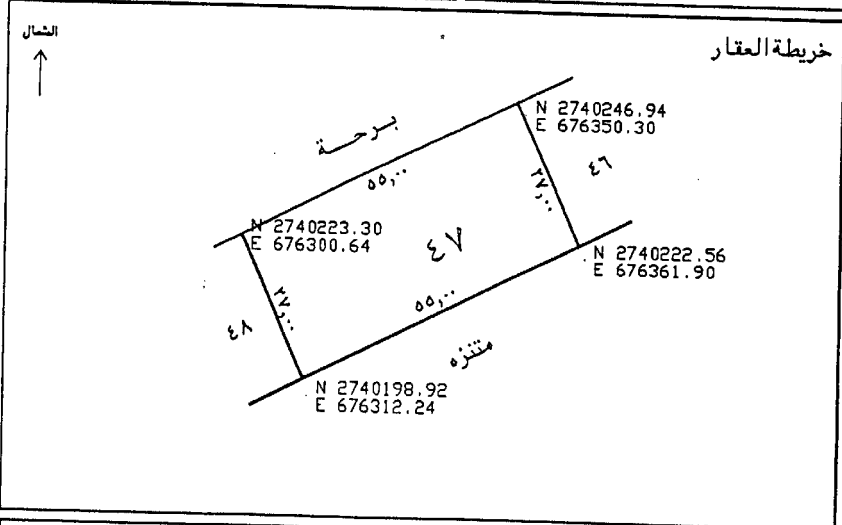 الشمال
خريطة العقار
برحة
N 2740246.94
E 676350.30
٤٦
٥٥,٠٠
٢٧,٠٠
N 2740223.30
E 676300.64
٤٧
N 2740222.56
E 676361.90
٢٧,٠٠
٥٥,٠٠
٤٨
متنزه
N 2740198.92
E 676312.24